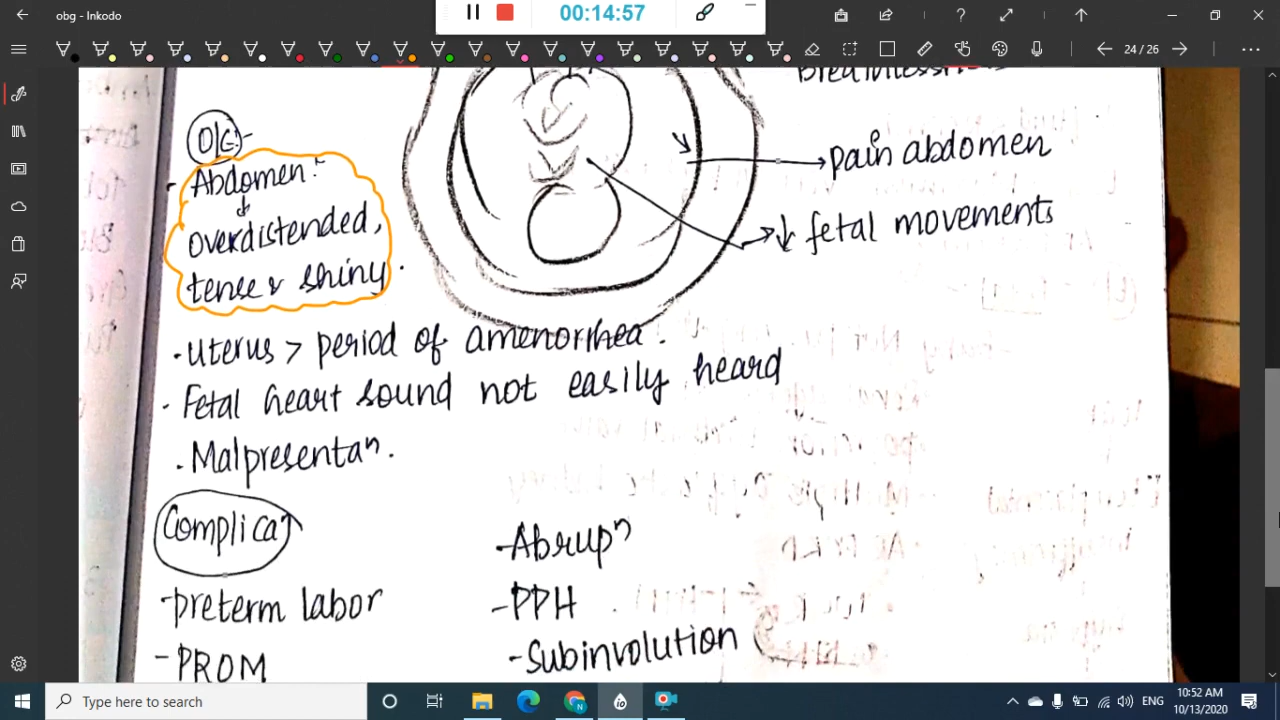 obg - Inkodo
00:14:57
24 / 26
O/E:-
- Abdomen:-
overdistended,
tense & shiny.
→ pain abdomen
→ ↓ fetal movements
. Uterus > period of amenorrhea.
. Fetal heart sound not easily heard
. Malpresentaⁿ.
Complicaⁿ
- preterm labor
- PROM
- Abrupⁿ
- PPH
- Subinvolution
Type here to search
ENG
10:52 AM
10/13/2020